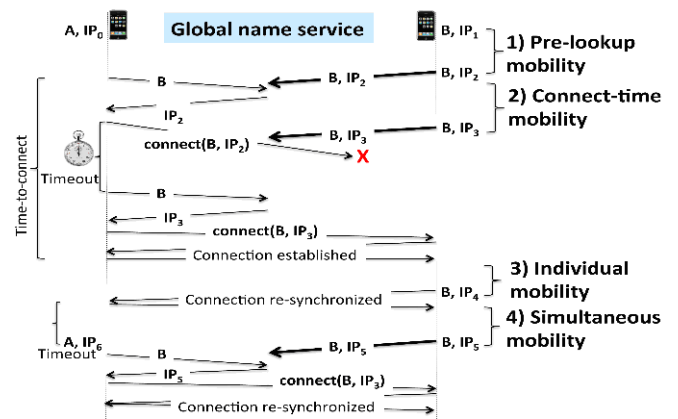 A, IP0
Global name service
B, IP1
1) Pre-lookup
mobility
B
B, IP2
B, IP2
2) Connect-time
mobility
IP2
B, IP3
B, IP3
connect(B, IP2)
X
Time-to-connect
Timeout
B
IP3
connect(B, IP3)
Connection established
3) Individual
mobility
B, IP4
Connection re-synchronized
4) Simultaneous
mobility
A, IP6
Timeout
B
B, IP5
B, IP5
IP5
connect(B, IP3)
Connection re-synchronized